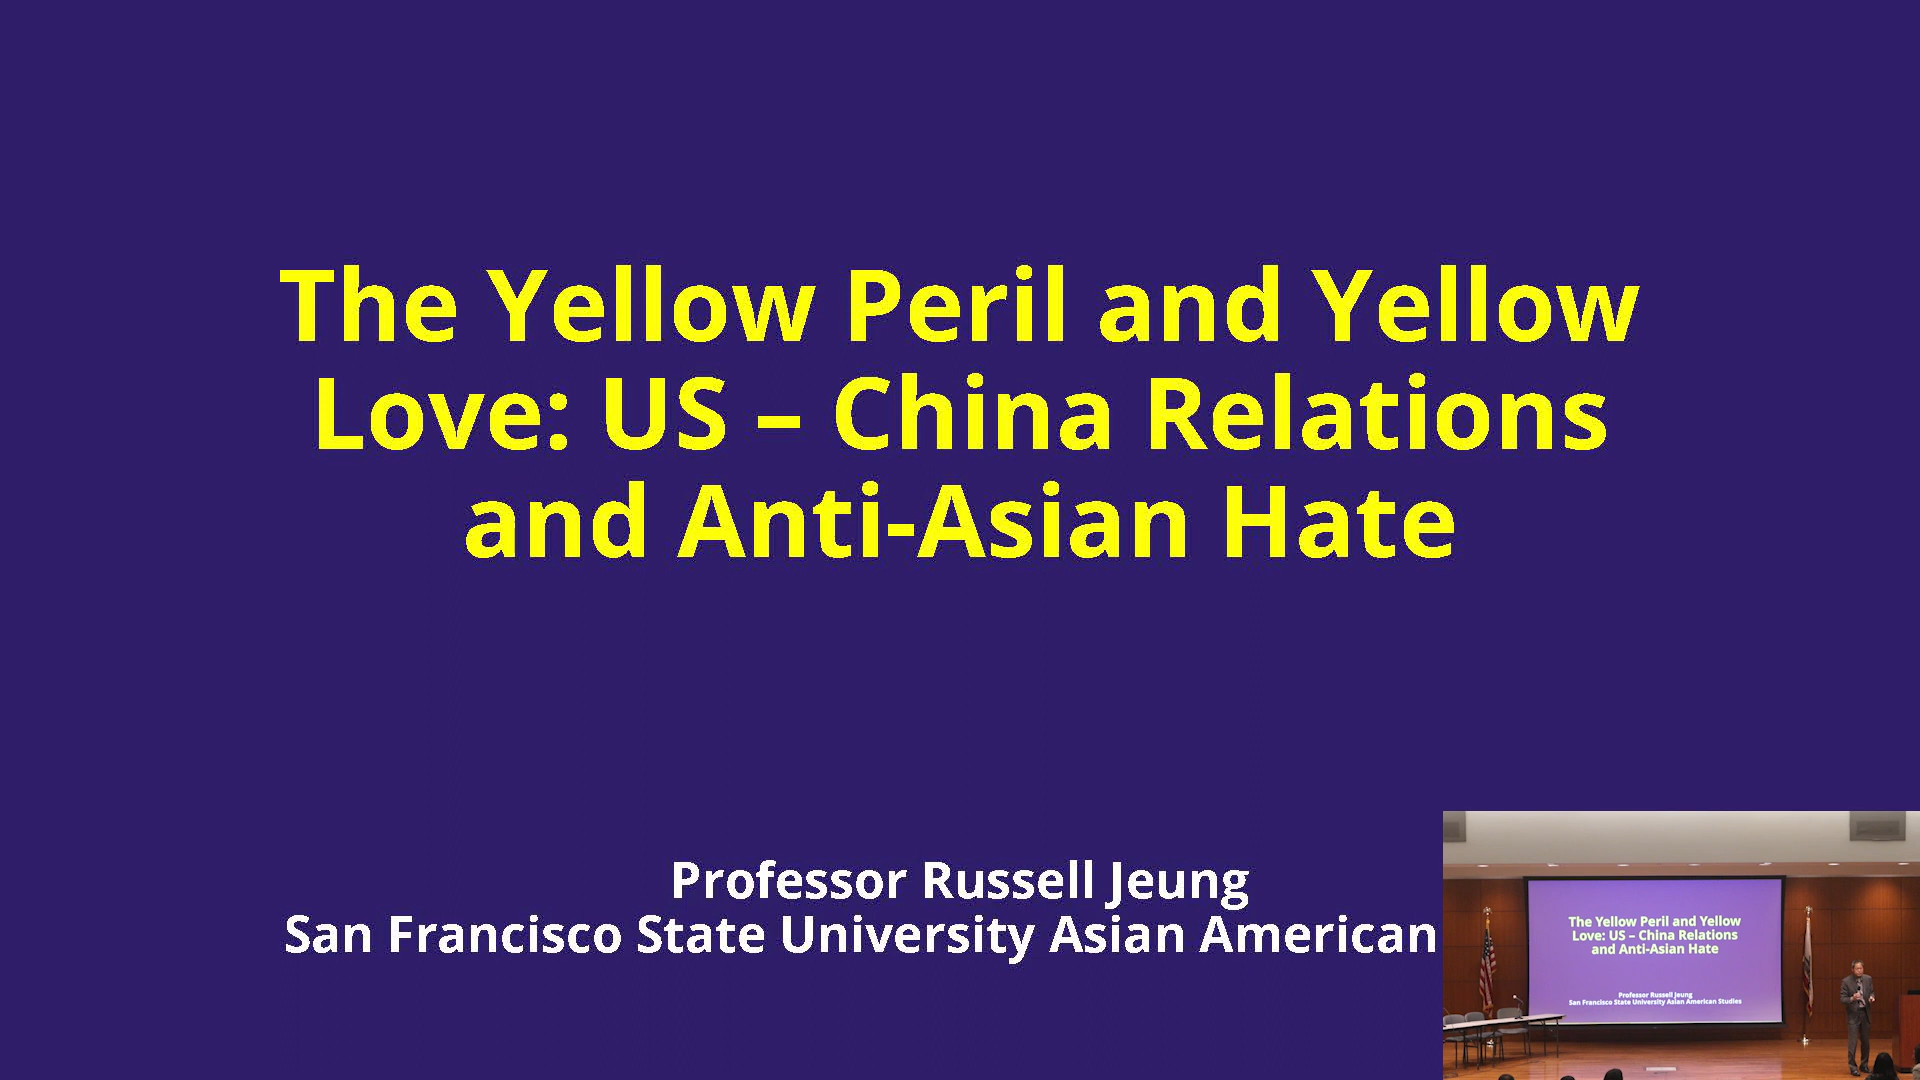 The Yellow Peril and Yellow
Love: US – China Relations
and Anti-Asian Hate
Professor Russell Jeung
San Francisco State University Asian American
The Yellow Peril and Yellow
Love: US – China Relations
and Anti-Asian Hate
Professor Russell Jeung
San Francisco State University Asian American Studies